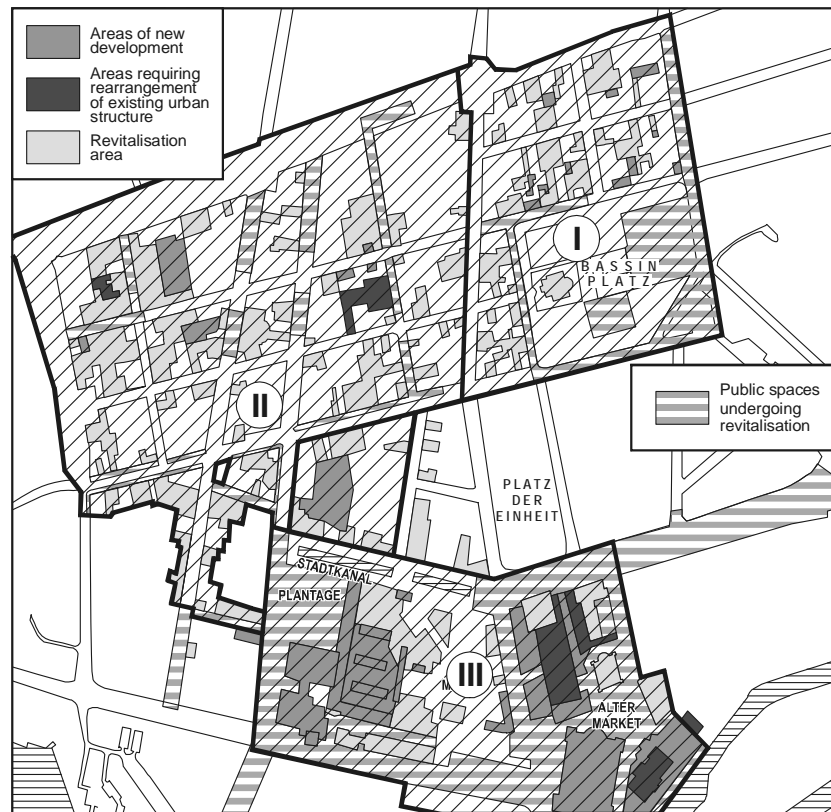 Areas of new
development
Areas requiring
rearrangement
of existing urban
structure
Revitalisation
area
I
BASSIN
PLATZ
Public spaces
undergoing
revitalisation
II
PLATZ
DER
EINHEIT
STADTKANAL
PLANTAGE
III
M
ALTER
MARKET